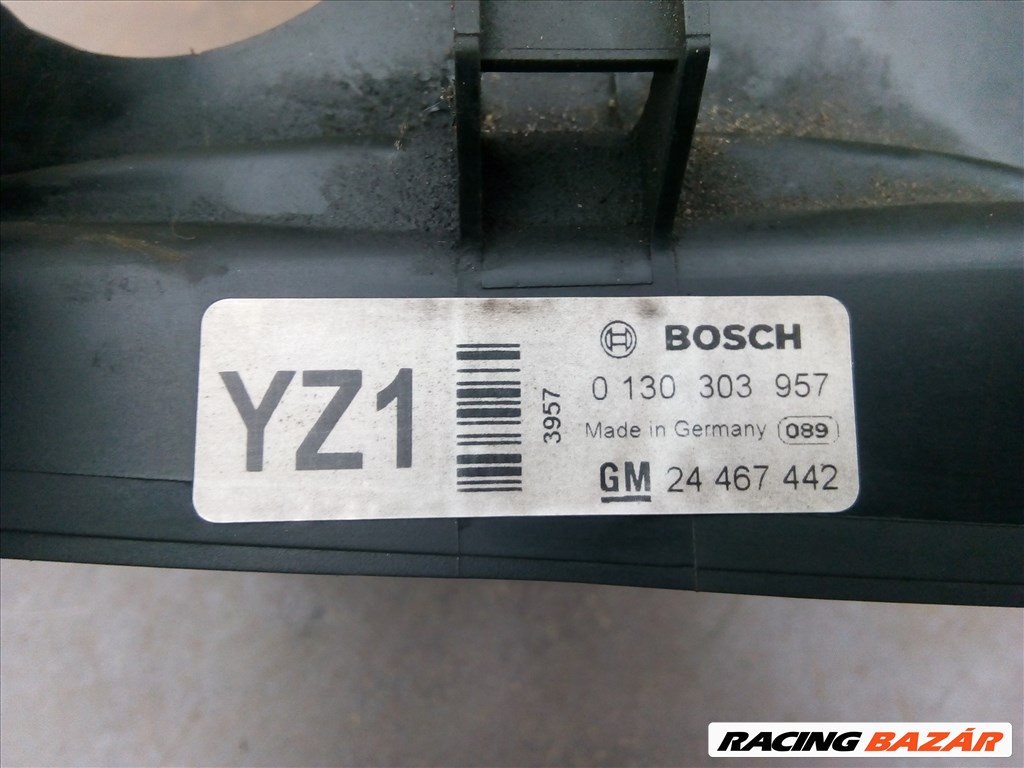 YZ1
3957
BOSCH
0 130 303 957
Made in Germany 089
GM 24 467 442
RACING BAZÁR